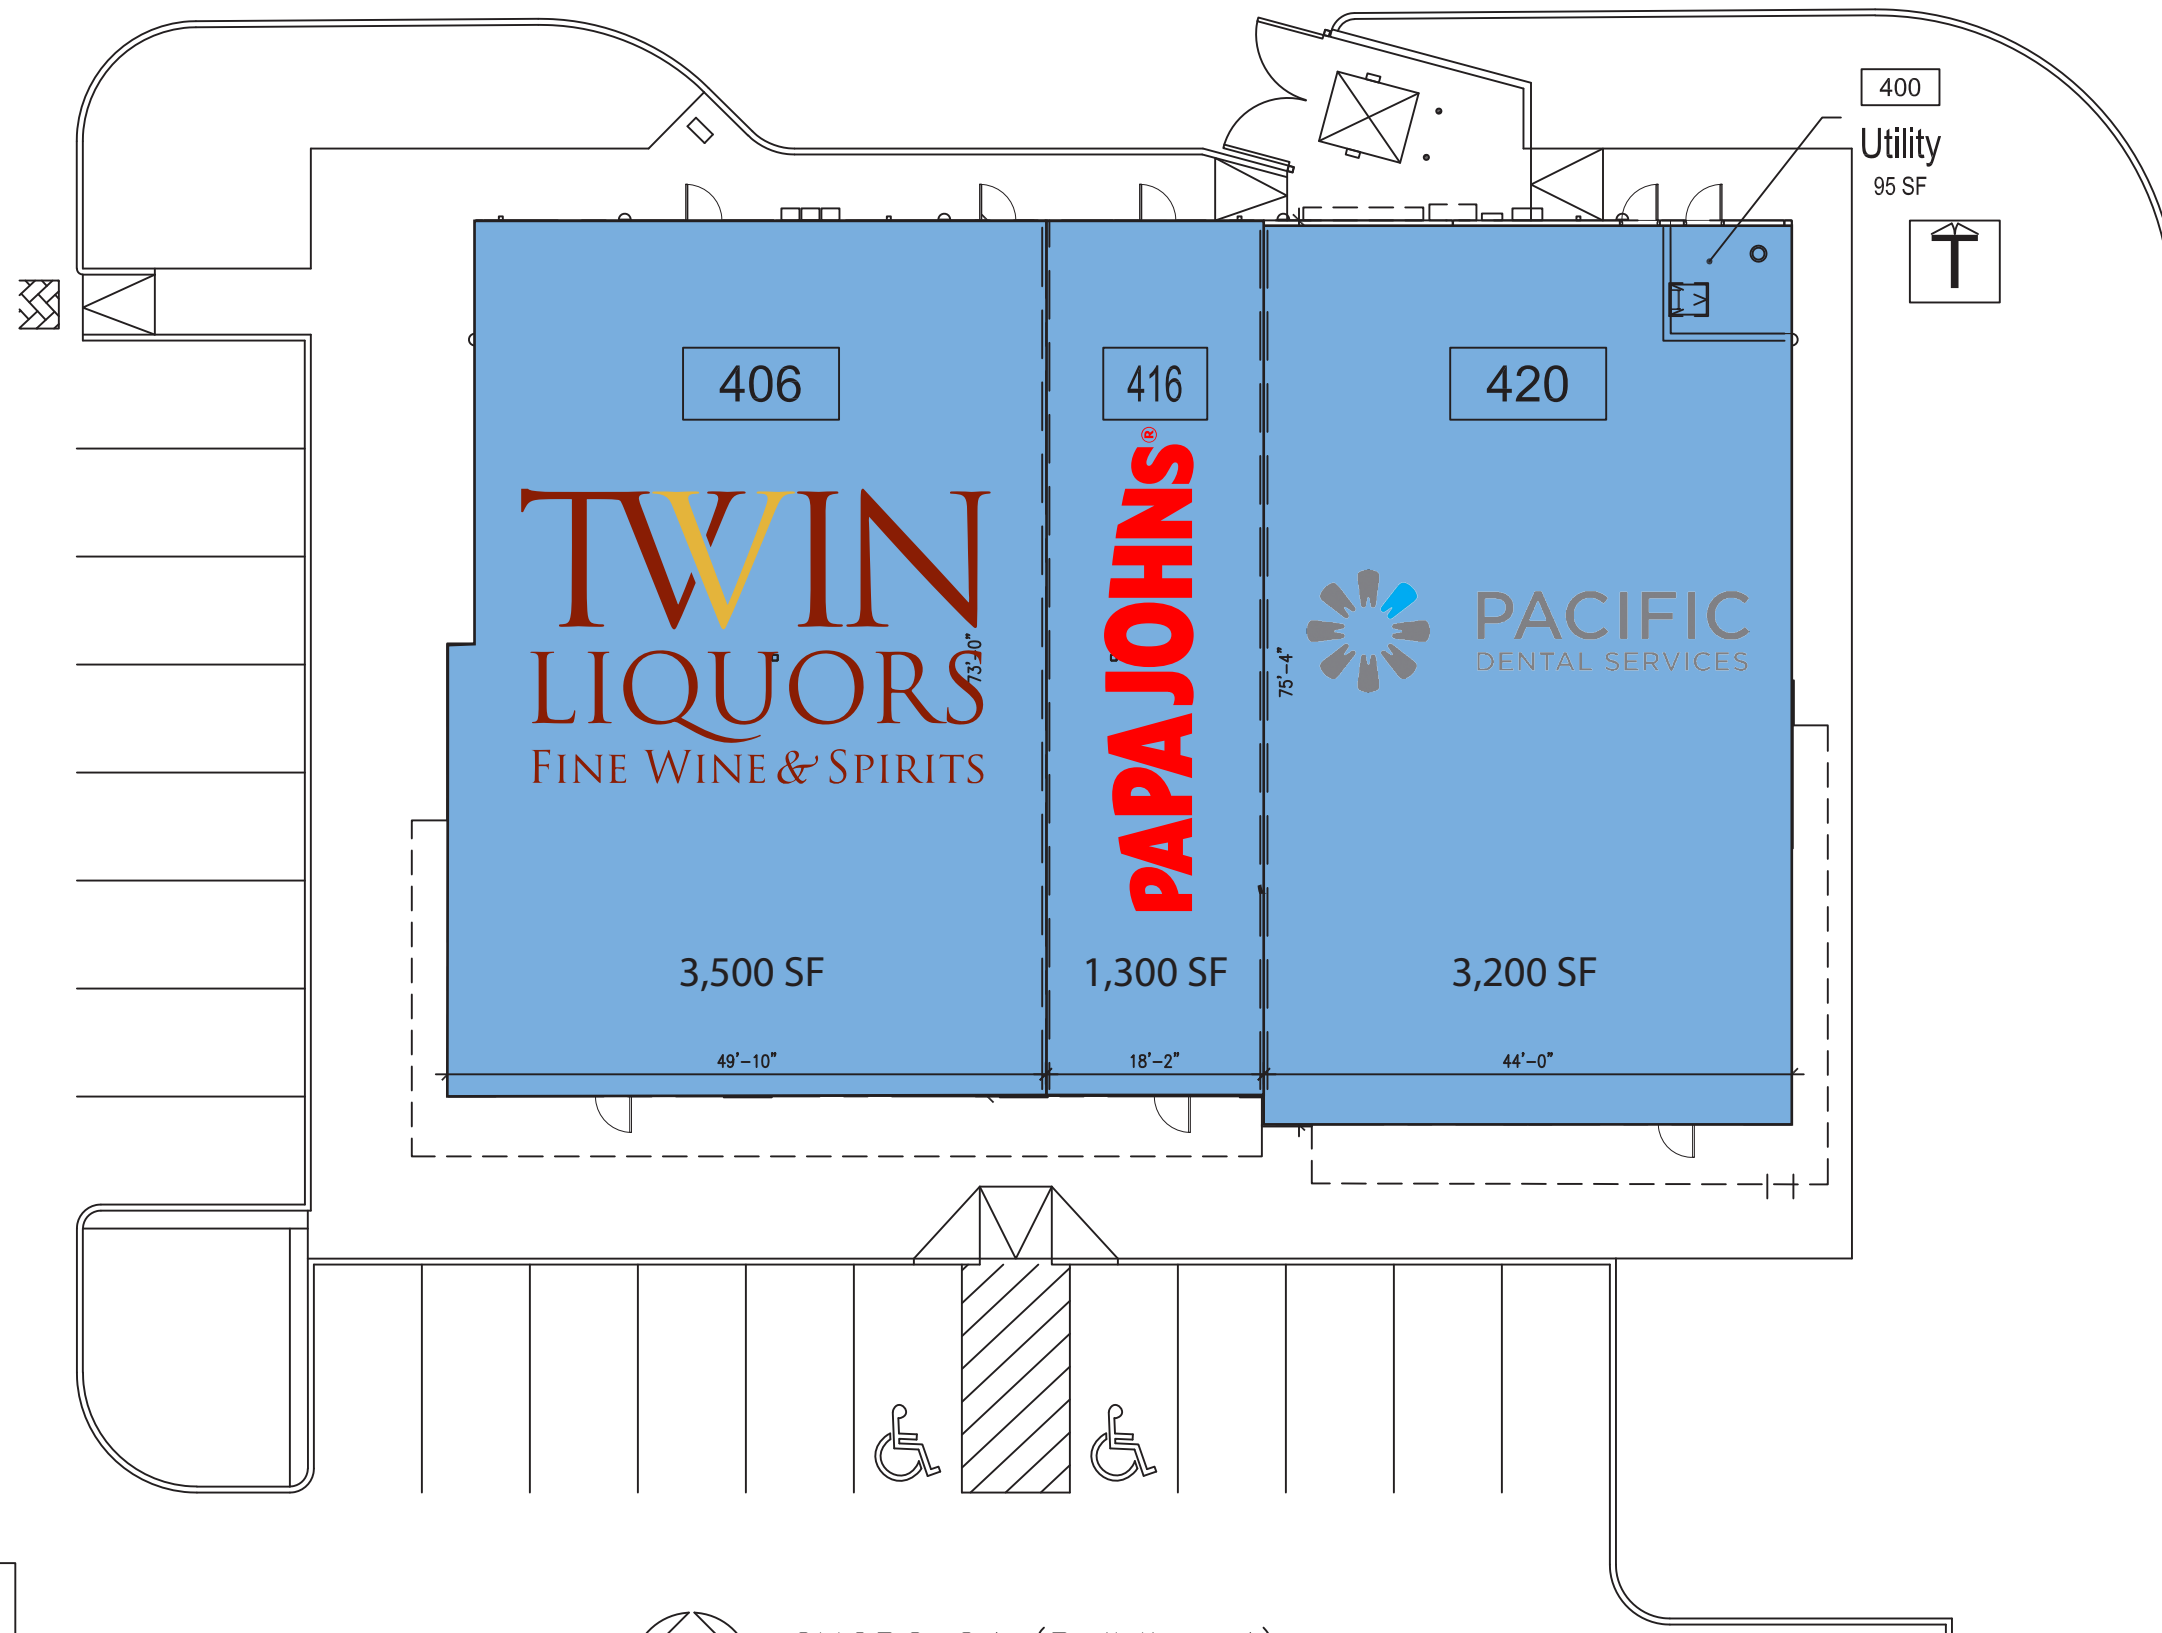 400
Utility
95 SF
T
406
416
420
TWIN
LIQUORS
FINE WINE & SPIRITS
73'-10"
PAPA JOHNS®
75'-4"
PACIFIC
DENTAL SERVICES
3,500 SF
1,300 SF
3,200 SF
49'-10"
18'-2"
44'-0"